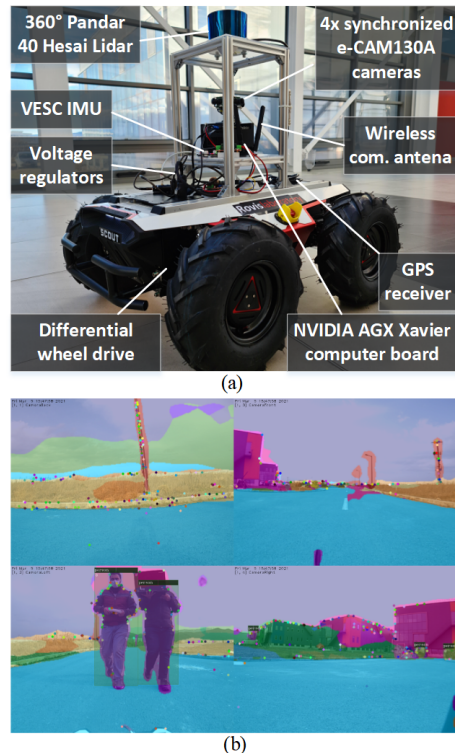 360° Pandar
40 Hesai Lidar
4x synchronized
e-CAM130A
cameras
VESC IMU
Voltage
regulators
Wireless
com. antena
Rovis
SCOUT
GPS
receiver
Differential
wheel drive
NVIDIA AGX Xavier
computer board
(a)
(b)